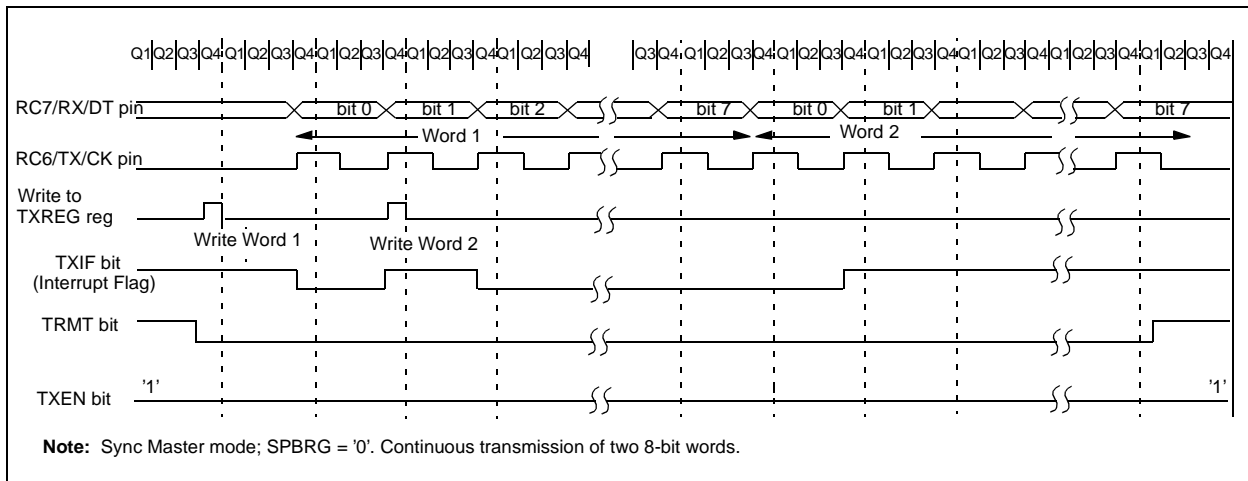 Q1 Q2 Q3 Q4 Q1 Q2 Q3 Q4 Q1 Q2 Q3 Q4 Q1 Q2 Q3 Q4 Q1 Q2 Q3 Q4 Q3 Q4 Q1 Q2 Q3 Q4 Q1 Q2 Q3 Q4 Q1 Q2 Q3 Q4 Q1 Q2 Q3 Q4 Q1 Q2 Q3 Q4 Q1 Q2 Q3 Q4
RC7/RX/DT pin bit 0 bit 1 bit 2 bit 7 bit 0 bit 1 bit 7
Word 1 Word 2
RC6/TX/CK pin
Write to
TXREG reg
Write Word 1 Write Word 2
TXIF bit
(Interrupt Flag)
TRMT bit
TXEN bit '1' '1'
Note: Sync Master mode; SPBRG = '0'. Continuous transmission of two 8-bit words.